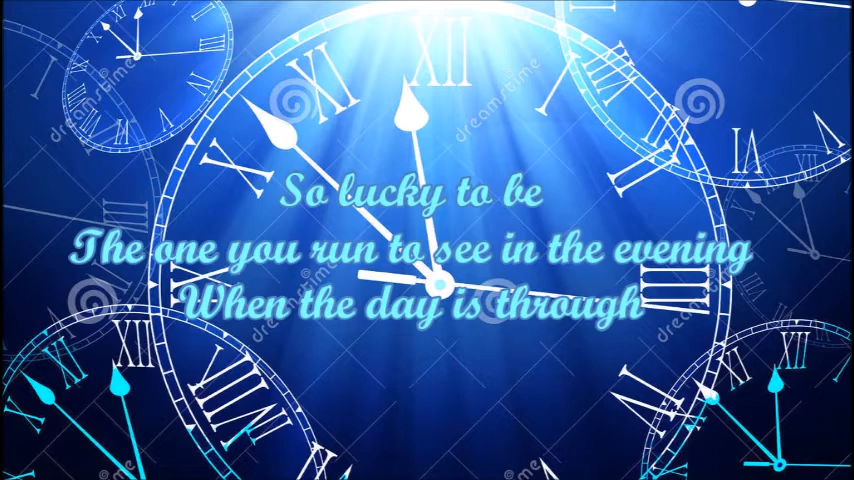 So lucky to be
The one you run to see in the evening
When the day is through